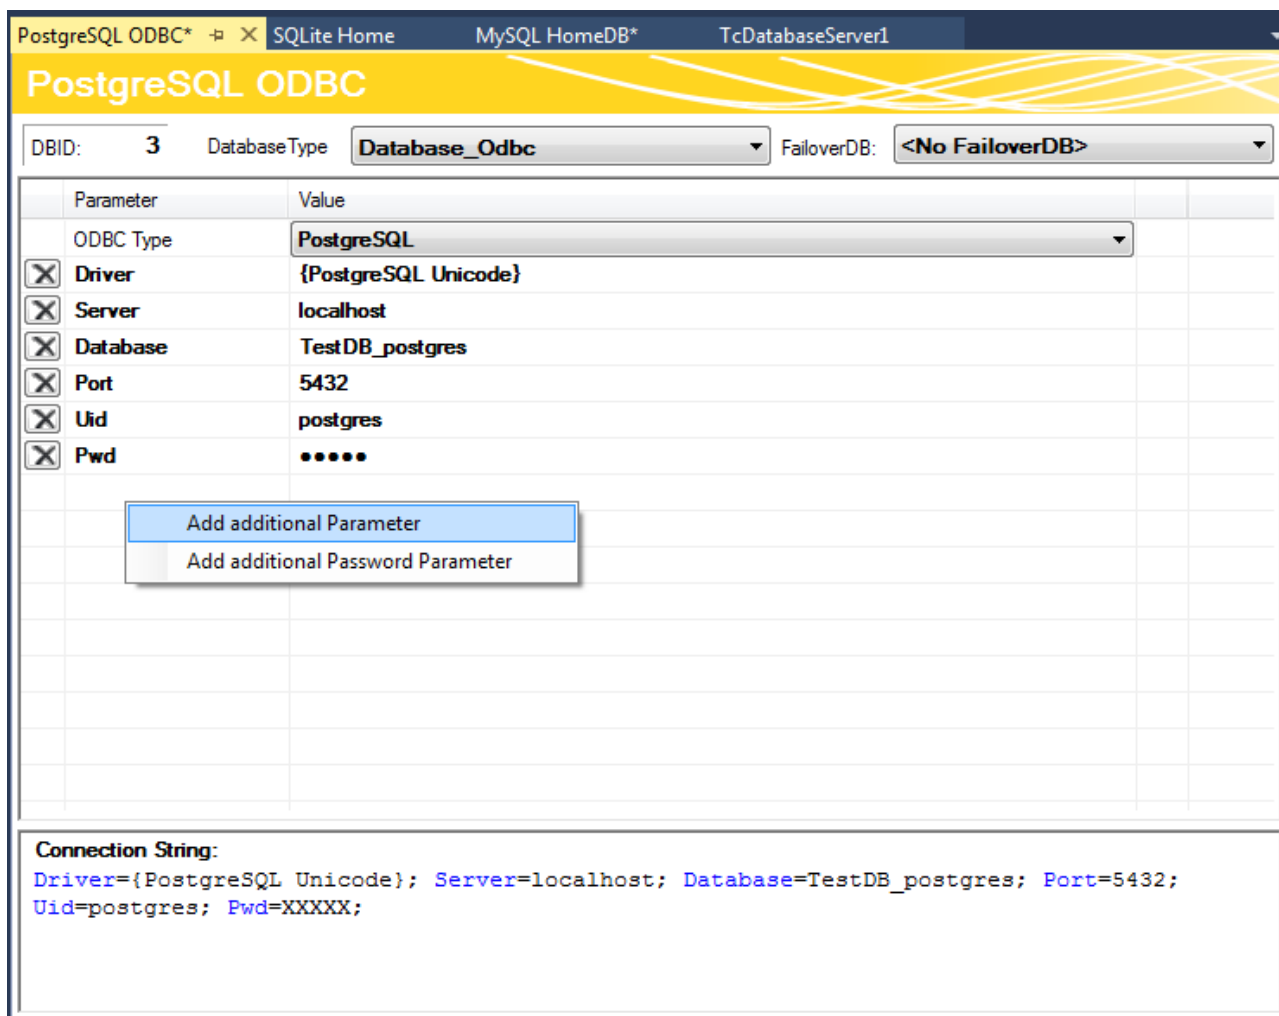 PostgreSQL ODBC* SQLite Home MySQL HomeDB* TcDatabaseServer1
PostgreSQL ODBC
DBID: 3 DatabaseType Database_Odbc FailoverDB: <No FailoverDB>
Parameter Value
ODBC Type PostgreSQL
Driver {PostgreSQL Unicode}
Server localhost
Database TestDB_postgres
Port 5432
Uid postgres
Pwd •••••
Add additional Parameter
Add additional Password Parameter
Connection String:
Driver={PostgreSQL Unicode}; Server=localhost; Database=TestDB_postgres; Port=5432;
Uid=postgres; Pwd=XXXXX;